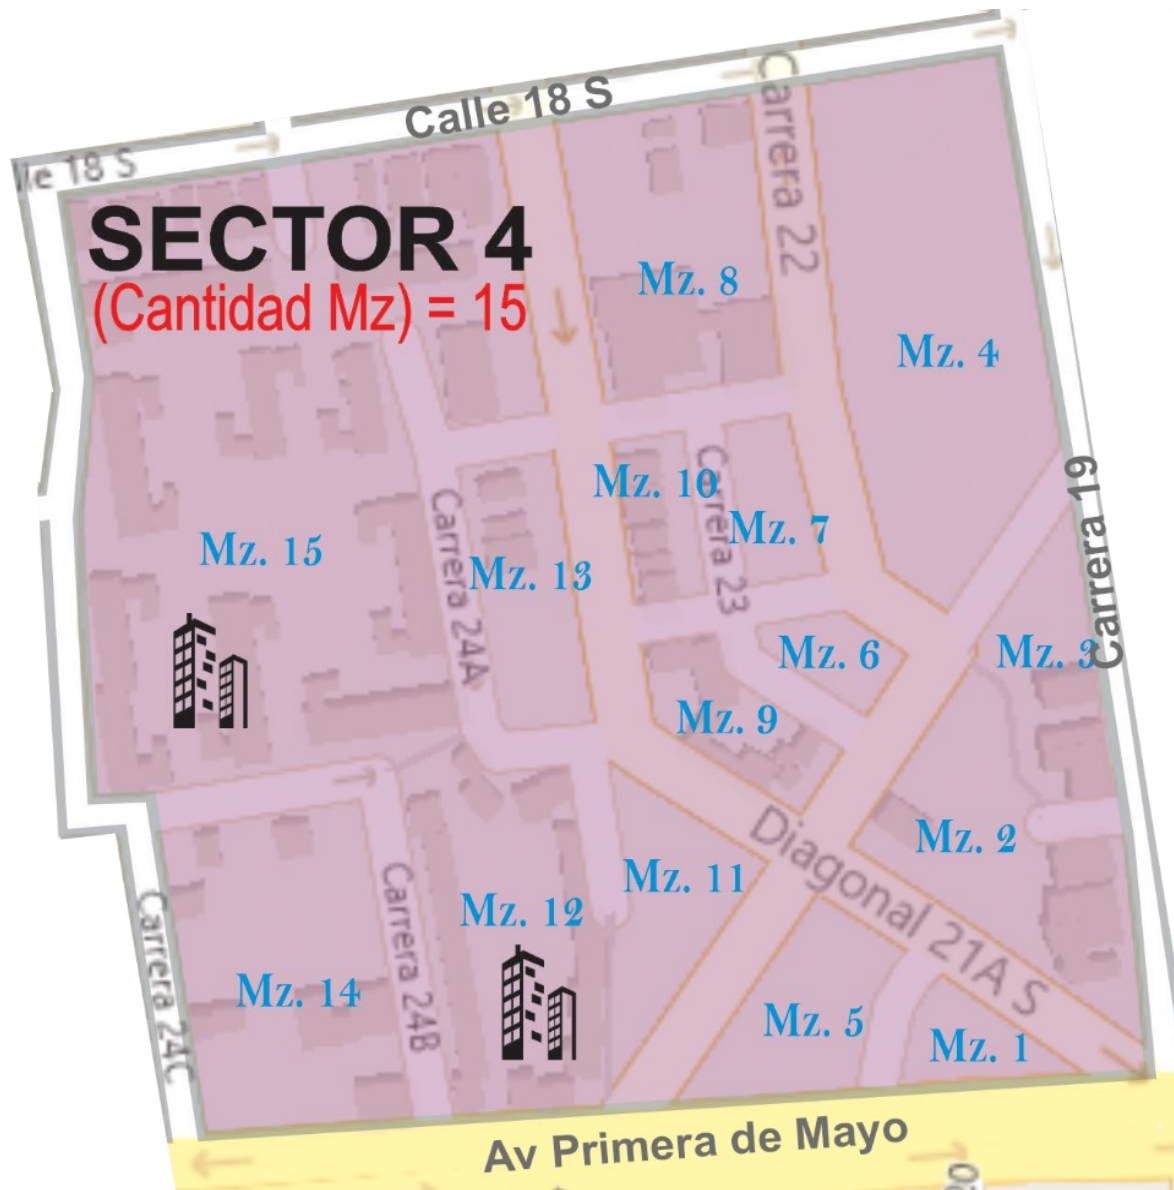 Calle 18 S
lle 18 S
Carrera 22
SECTOR 4
(Cantidad Mz) = 15
Mz. 8
Mz. 4
Carrera 19
Mz. 10
Carrera 23
Mz. 7
Mz. 15
Carrera 24A
Mz. 13
Mz. 6
Mz. 3
Mz. 9
Diagonal 21A S
Mz. 2
Mz. 11
Carrera 24B
Mz. 12
Carrera 24C
Mz. 14
Mz. 5
Mz. 1
Av Primera de Mayo